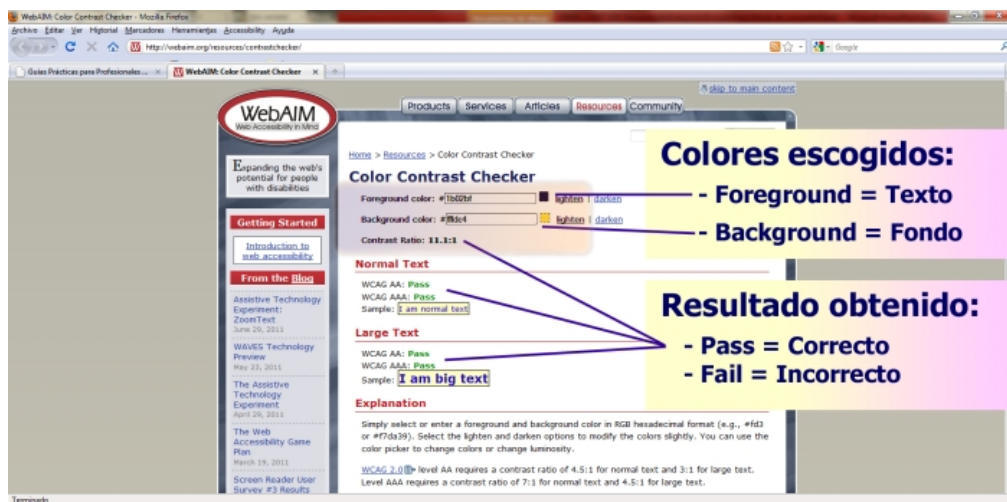 WebAIM: Color Contrast Checker - Mozilla Firefox
Archivo Editar Ver Historial Marcadores Herramientas Accessibility Ayuda
http://webaim.org/resources/contrastchecker/
Google
Guías Prácticas para Profesionales ...
WebAIM: Color Contrast Checker
skip to main content
WebAIM
Web Accessibility in Mind
Products Services Articles Resources Community
Expanding the web's
potential for people
with disabilities
Getting Started
Introduction to
web accessibility
From the Blog
Assistive Technology
Experiment:
ZoomText
June 29, 2011
WAVE5 Technology
Preview
May 23, 2011
The Assistive
Technology
Experiment
April 29, 2011
The Web
Accessibility Game
Plan
March 19, 2011
Screen Reader User
Survey #3 Results
Home > Resources > Color Contrast Checker
Color Contrast Checker
Foreground color: #1b02bf lighten | darken
Background color: #ffdc4 lighten | darken
Contrast Ratio: 11.1:1
Normal Text
WCAG AA: Pass
WCAG AAA: Pass
Sample: I am normal text
Large Text
WCAG AA: Pass
WCAG AAA: Pass
Sample: I am big text
Explanation
Simply select or enter a foreground and background color in RGB hexadecimal format (e.g., #fd3
or #f7da39). Select the lighten and darken options to modify the colors slightly. You can use the
color picker to change colors or change luminosity.
WCAG 2.0 level AA requires a contrast ratio of 4.5:1 for normal text and 3:1 for large text.
Level AAA requires a contrast ratio of 7:1 for normal text and 4.5:1 for large text.
Colores escogidos:
- Foreground = Texto
- Background = Fondo
Resultado obtenido:
- Pass = Correcto
- Fail = Incorrecto
Terminado